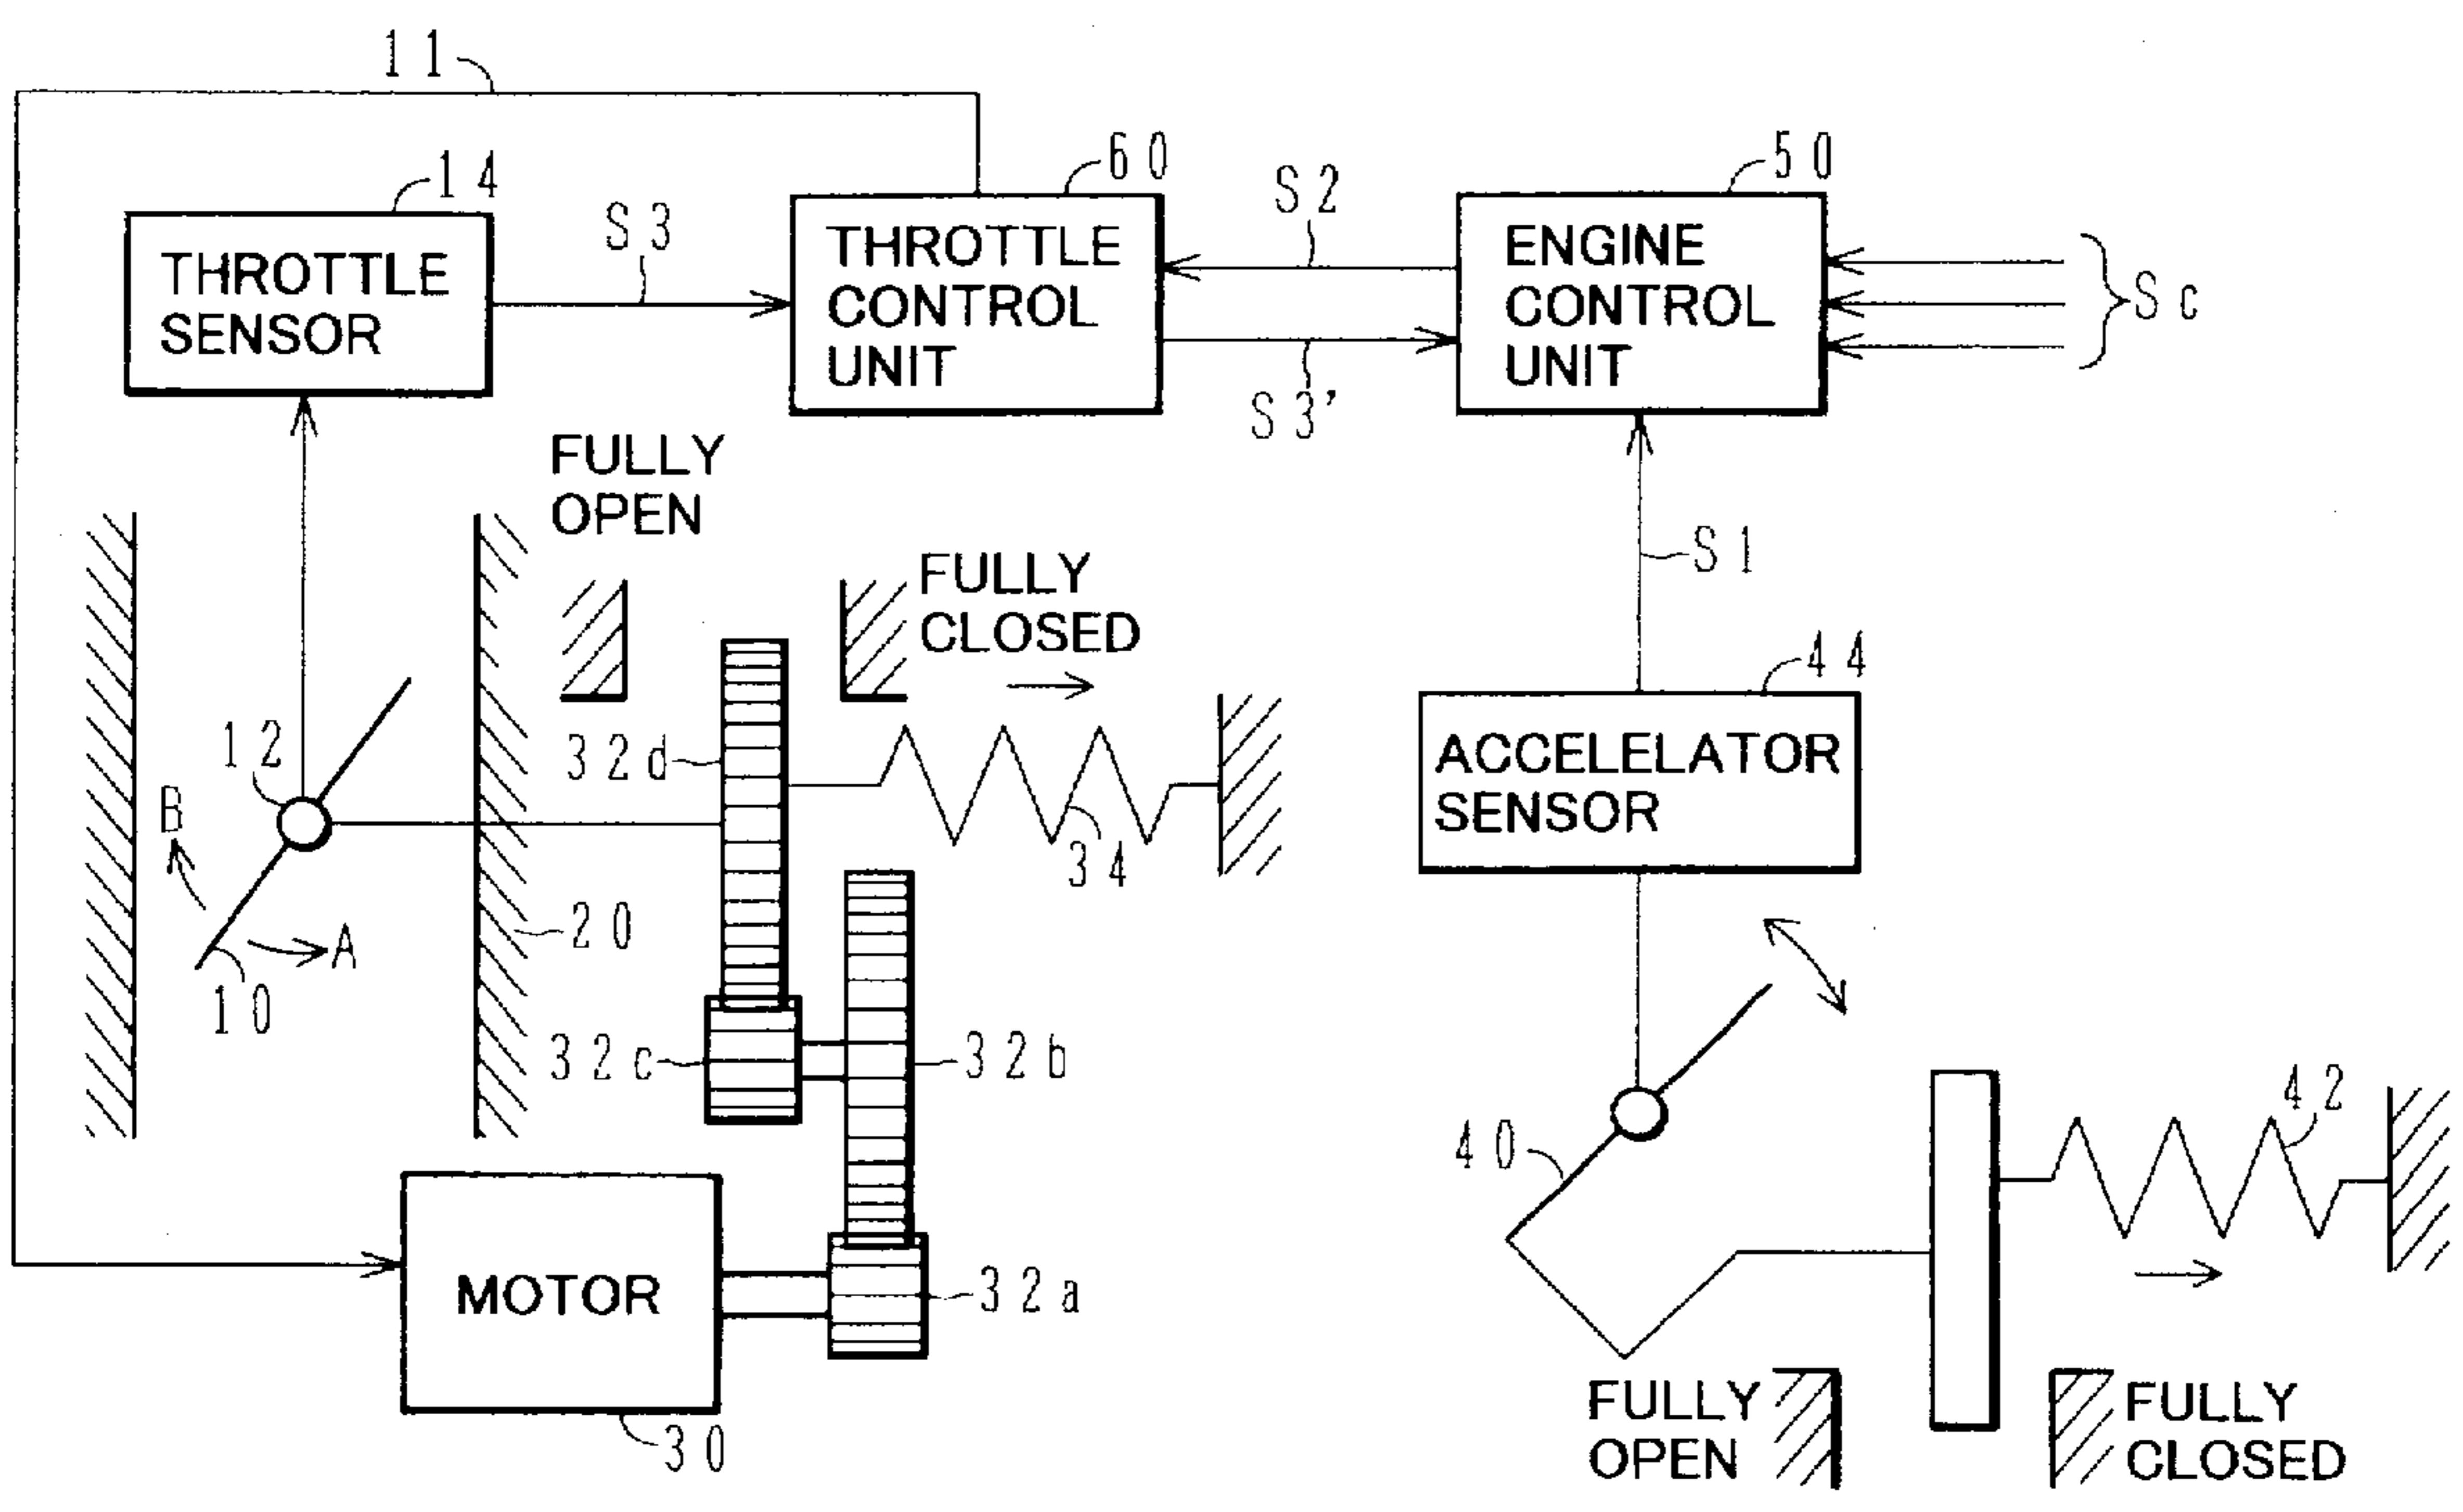 11
14
60
50
S3
S2
THROTTLE
SENSOR
THROTTLE
CONTROL
UNIT
ENGINE
CONTROL
UNIT
Sc
S3'
FULLY
OPEN
S1
FULLY
CLOSED
44
12
32d
ACCELELATOR
SENSOR
B
34
20
A
10
32c
32b
42
40
MOTOR
32a
30
FULLY
OPEN
FULLY
CLOSED